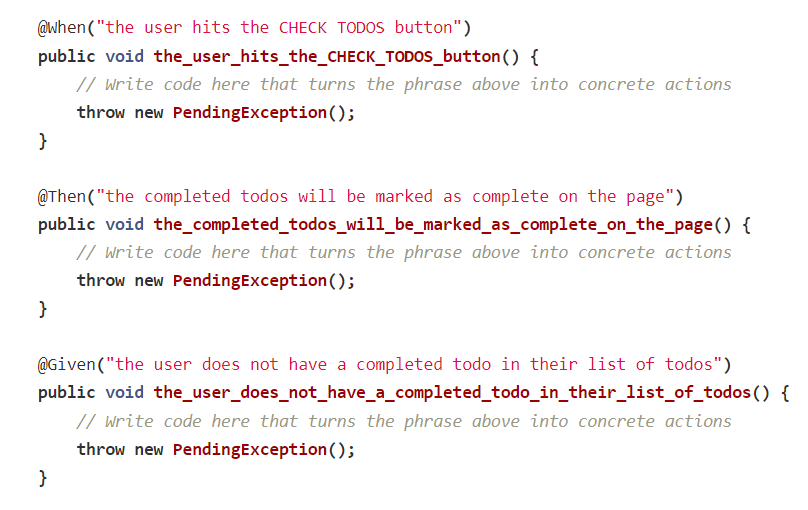 @When("the user hits the CHECK TODOS button")
public void the_user_hits_the_CHECK_TODOS_button() {
    // Write code here that turns the phrase above into concrete actions
    throw new PendingException();
}

@Then("the completed todos will be marked as complete on the page")
public void the_completed_todos_will_be_marked_as_complete_on_the_page() {
    // Write code here that turns the phrase above into concrete actions
    throw new PendingException();
}

@Given("the user does not have a completed todo in their list of todos")
public void the_user_does_not_have_a_completed_todo_in_their_list_of_todos() {
    // Write code here that turns the phrase above into concrete actions
    throw new PendingException();
}